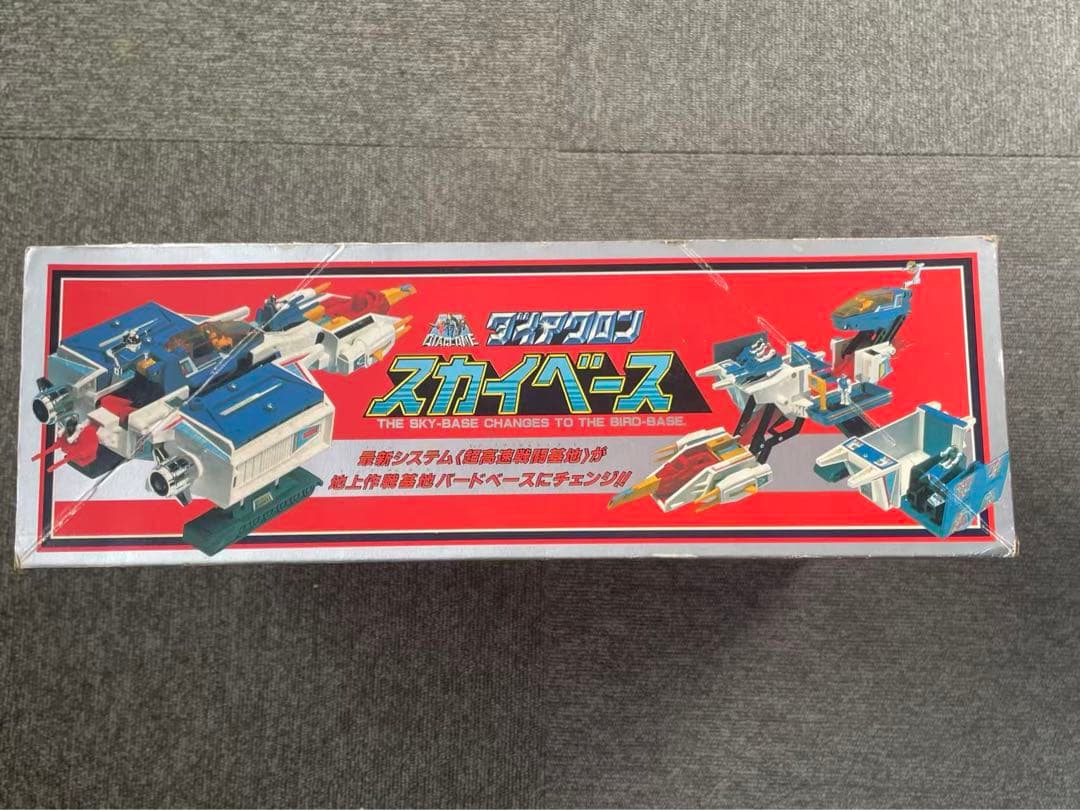 DIACLONE
ダイアクロン
スカイベース
THE SKY-BASE CHANGES TO THE BIRD-BASE.
最新システム〈超高速戦闘基地〉が
地上作戦基地バードベースにチェンジ!!